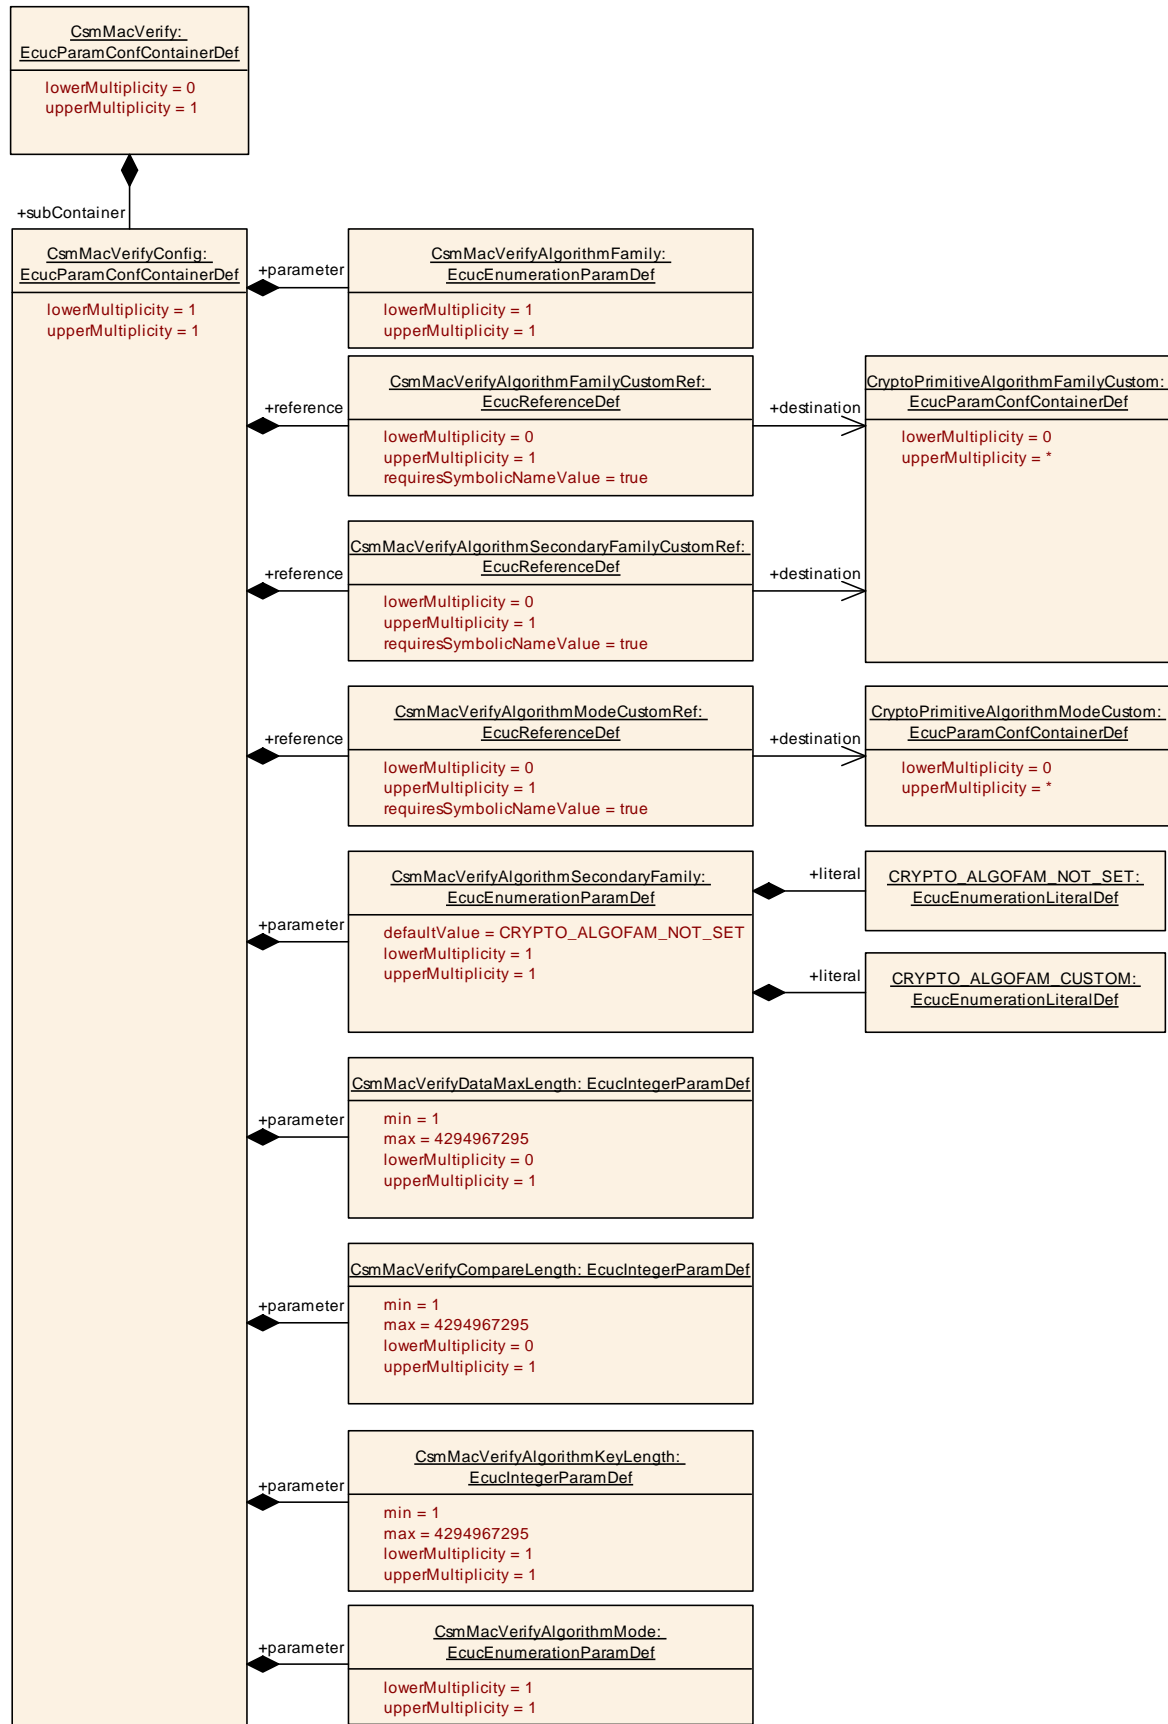 CsmMacVerify:
EcucParamConfContainerDef
lowerMultiplicity = 0
upperMultiplicity = 1
+subContainer
CsmMacVerifyConfig:
EcucParamConfContainerDef
lowerMultiplicity = 1
upperMultiplicity = 1
+parameter
CsmMacVerifyAlgorithmFamily:
EcucEnumerationParamDef
lowerMultiplicity = 1
upperMultiplicity = 1
+reference
CsmMacVerifyAlgorithmFamilyCustomRef:
EcucReferenceDef
lowerMultiplicity = 0
upperMultiplicity = 1
requiresSymbolicNameValue = true
+destination
CryptoPrimitiveAlgorithmFamilyCustom:
EcucParamConfContainerDef
lowerMultiplicity = 0
upperMultiplicity = *
+reference
CsmMacVerifyAlgorithmSecondaryFamilyCustomRef:
EcucReferenceDef
lowerMultiplicity = 0
upperMultiplicity = 1
requiresSymbolicNameValue = true
+destination
+reference
CsmMacVerifyAlgorithmModeCustomRef:
EcucReferenceDef
lowerMultiplicity = 0
upperMultiplicity = 1
requiresSymbolicNameValue = true
+destination
CryptoPrimitiveAlgorithmModeCustom:
EcucParamConfContainerDef
lowerMultiplicity = 0
upperMultiplicity = *
+parameter
CsmMacVerifyAlgorithmSecondaryFamily:
EcucEnumerationParamDef
defaultValue = CRYPTO_ALGOFAM_NOT_SET
lowerMultiplicity = 1
upperMultiplicity = 1
+literal
CRYPTO_ALGOFAM_NOT_SET:
EcucEnumerationLiteralDef
+literal
CRYPTO_ALGOFAM_CUSTOM:
EcucEnumerationLiteralDef
+parameter
CsmMacVerifyDataMaxLength: EcucIntegerParamDef
min = 1
max = 4294967295
lowerMultiplicity = 0
upperMultiplicity = 1
+parameter
CsmMacVerifyCompareLength: EcucIntegerParamDef
min = 1
max = 4294967295
lowerMultiplicity = 0
upperMultiplicity = 1
+parameter
CsmMacVerifyAlgorithmKeyLength:
EcucIntegerParamDef
min = 1
max = 4294967295
lowerMultiplicity = 1
upperMultiplicity = 1
+parameter
CsmMacVerifyAlgorithmMode:
EcucEnumerationParamDef
lowerMultiplicity = 1
upperMultiplicity = 1